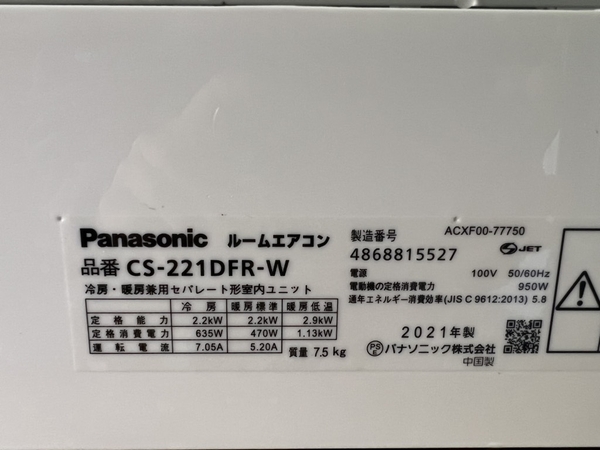 Panasonic ルームエアコン
品番 CS-221DFR-W
冷房・暖房兼用セパレート形室内ユニット
冷房 暖房標準 暖房低温
定格能力 2.2kW 2.2kW 2.9kW
定格消費電力 635W 470W 1.13kW
運転電流 7.05A 5.20A
質量 7.5 kg
製造番号 ACXF00-77750
4868815527
JET
電源 100V 50/60Hz
電動機の定格消費電力 950W
通年エネルギー消費効率(JIS C 9612:2013) 5.8
2021年製
PS E パナソニック株式会社
中国製